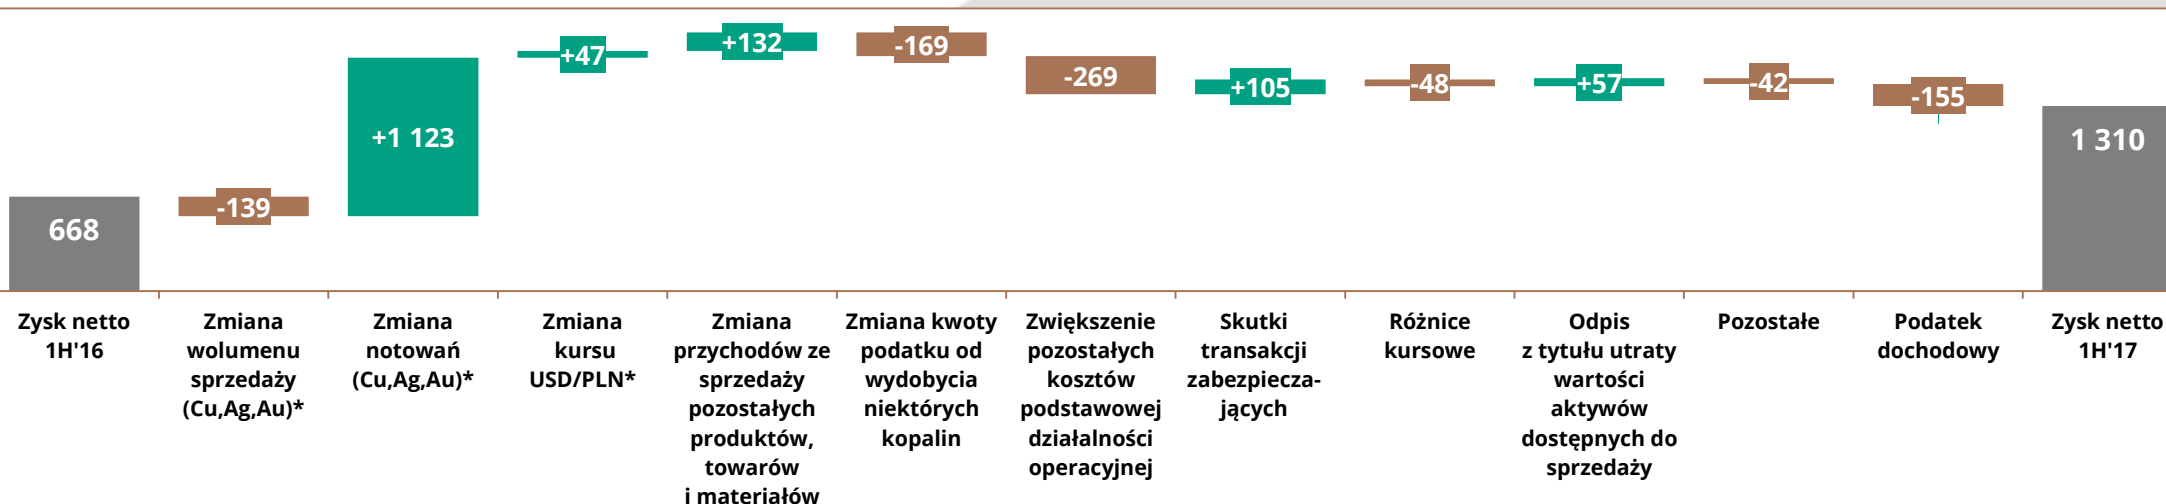 668
-139
+1 123
+47
+132
-169
-269
+105
-48
+57
-42
-155
1 310
Zysk netto
1H'16
Zmiana
wolumenu
sprzedaży
(Cu,Ag,Au)*
Zmiana
notowań
(Cu,Ag,Au)*
Zmiana
kursu
USD/PLN*
Zmiana
przychodów ze
sprzedaży
pozostałych
produktów,
towarów
i materiałów
Zmiana kwoty
podatku od
wydobycia
niektórych
kopalin
Zwiększenie
pozostałych
kosztów
podstawowej
działalności
operacyjnej
Skutki
transakcji
zabezpiecza-
jących
Różnice
kursowe
Odpis
z tytułu utraty
wartości
aktywów
dostępnych do
sprzedaży
Pozostałe
Podatek
dochodowy
Zysk netto
1H'17